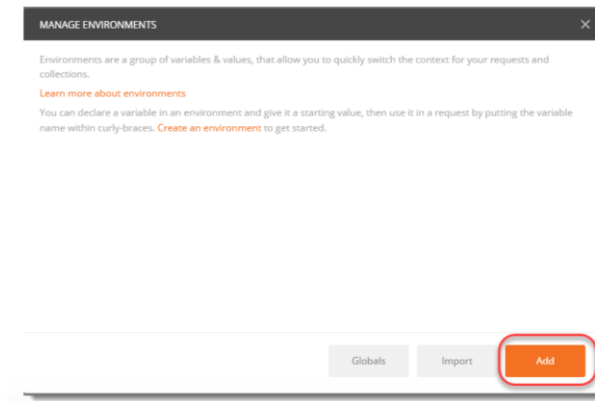 MANAGE ENVIRONMENTS
Environments are a group of variables & values, that allow you to quickly switch the context for your requests and
collections.
Learn more about environments
You can declare a variable in an environment and give it a starting value, then use it in a request by putting the variable
name within curly-braces. Create an environment to get started.
Globals Import Add